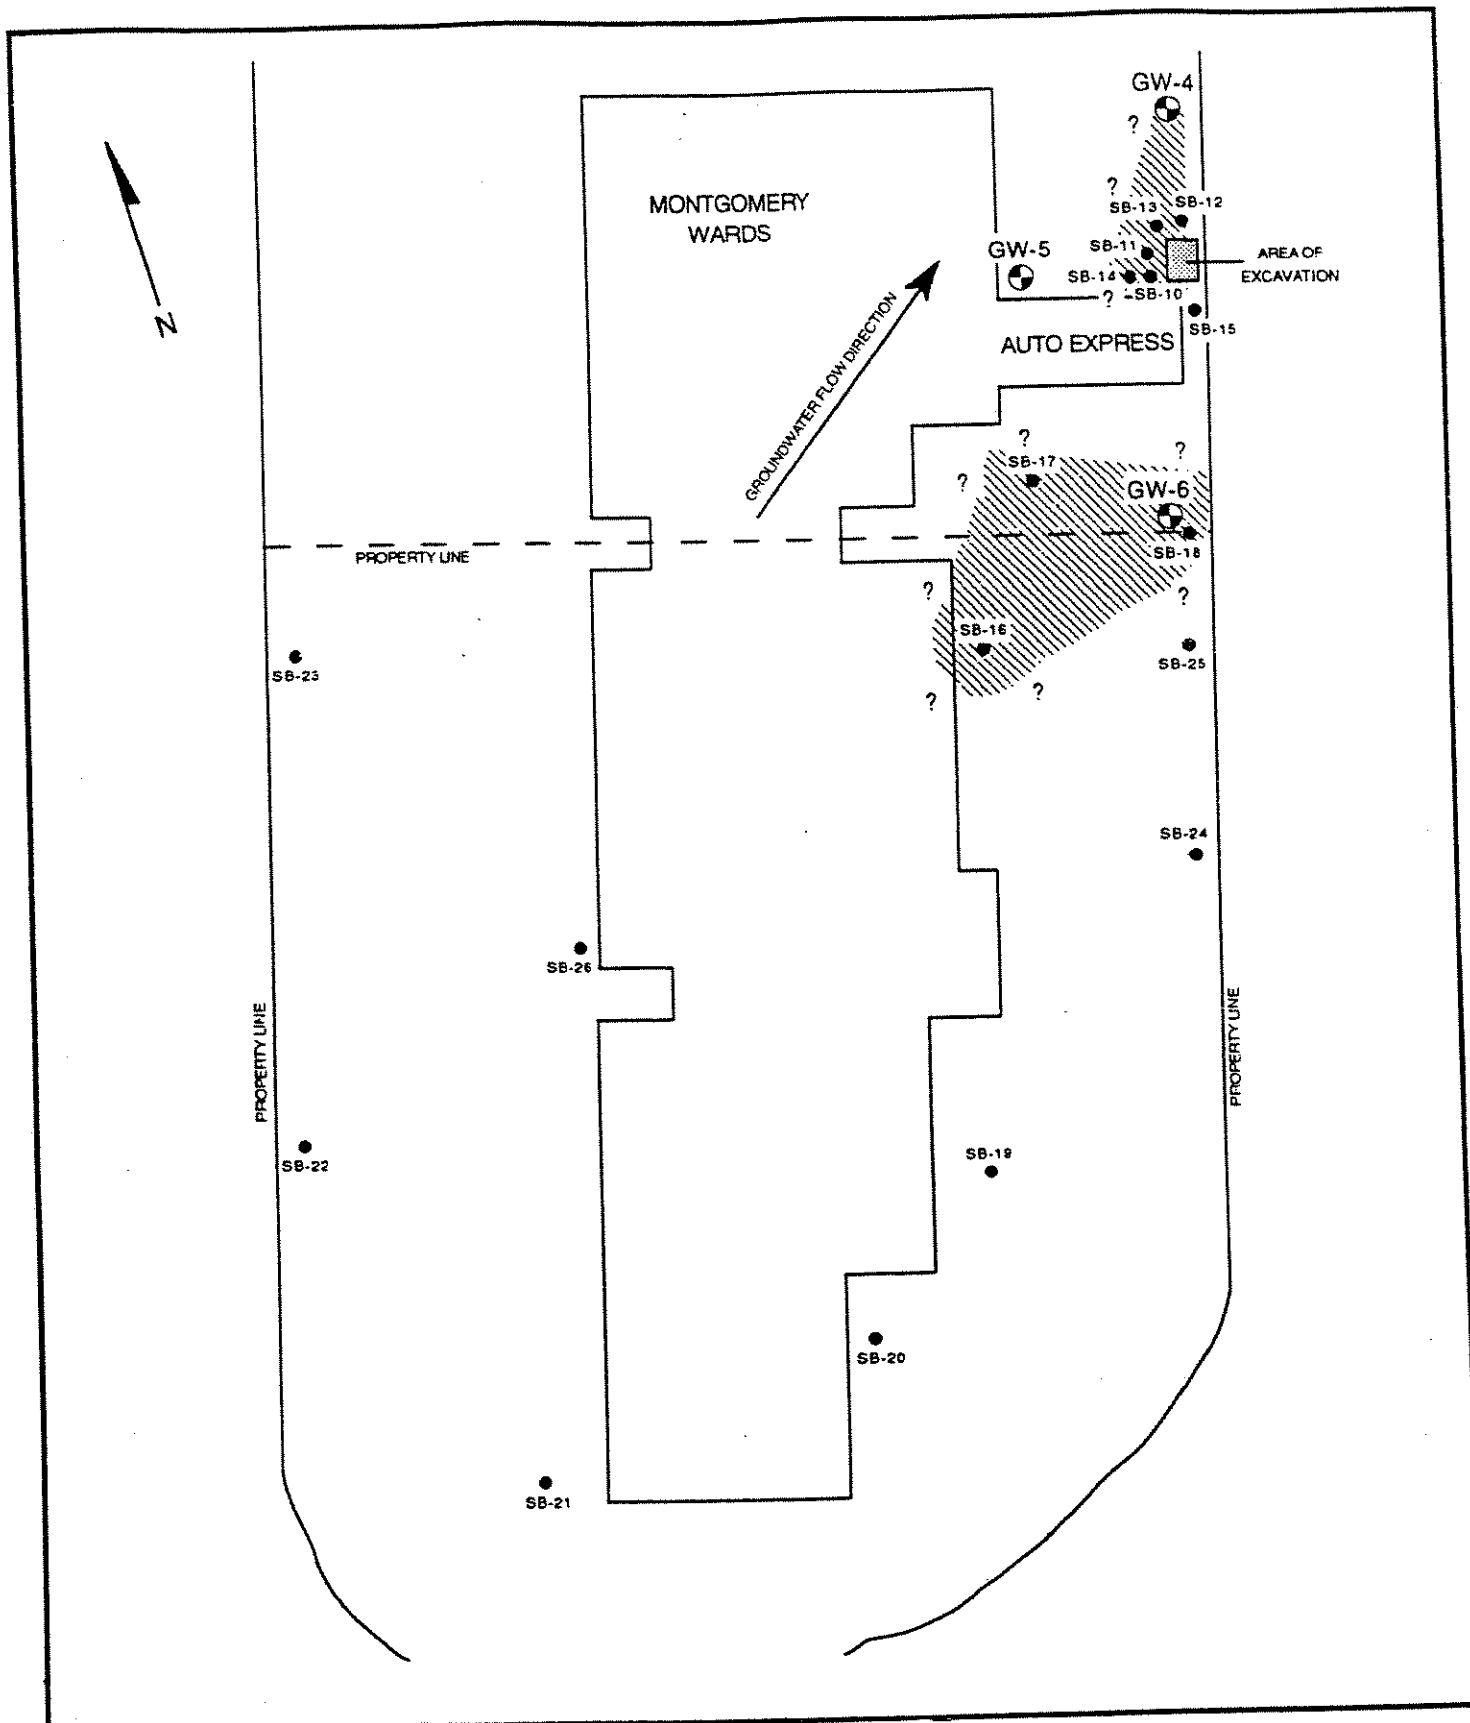 GW-4
?
?
MONTGOMERY
WARDS
SB-13
SB-12
SB-11
AREA OF
EXCAVATION
GW-5
SB-14
SB-10
?
SB-15
N
AUTO EXPRESS
GROUNDWATER FLOW DIRECTION
?
?
SB-17
?
GW-6
PROPERTY LINE
SB-18
?
?
SB-16
SB-25
SB-23
?
?
SB-24
SB-26
PROPERTY LINE
PROPERTY LINE
SB-22
SB-19
SB-20
SB-21